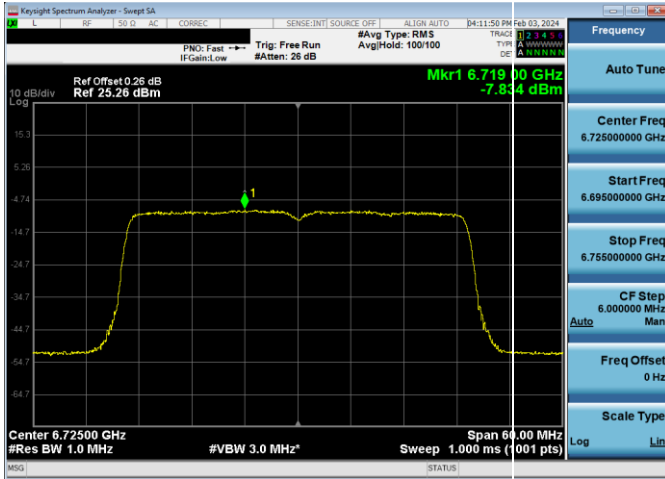 Keysight Spectrum Analyzer - Swept SA
L RF 50 Ω AC CORREC SENSE:INT SOURCE OFF ALIGN AUTO 04:11:50 PM Feb 03, 2024
#Avg Type: RMS
TRACE 1 2 3 4 5 6
PNO: Fast Trig: Free Run Avg|Hold: 100/100
TYPE A WWWWW
IFGain:Low #Atten: 26 dB
DET A N N N N N
Mkr1 6.719 00 GHz
-7.834 dBm
Ref Offset 0.26 dB
10 dB/div Ref 25.26 dBm
Log
15.3
5.26
-4.74
-14.7
-24.7
-34.7
-44.7
-54.7
-64.7
1
Center 6.72500 GHz Span 60.00 MHz
#Res BW 1.0 MHz #VBW 3.0 MHz* Sweep 1.000 ms (1001 pts)
MSG STATUS
Frequency
Auto Tune
Center Freq
6.725000000 GHz
Start Freq
6.695000000 GHz
Stop Freq
6.755000000 GHz
CF Step
6.000000 MHz
Auto Man
Freq Offset
0 Hz
Scale Type
Log Lin